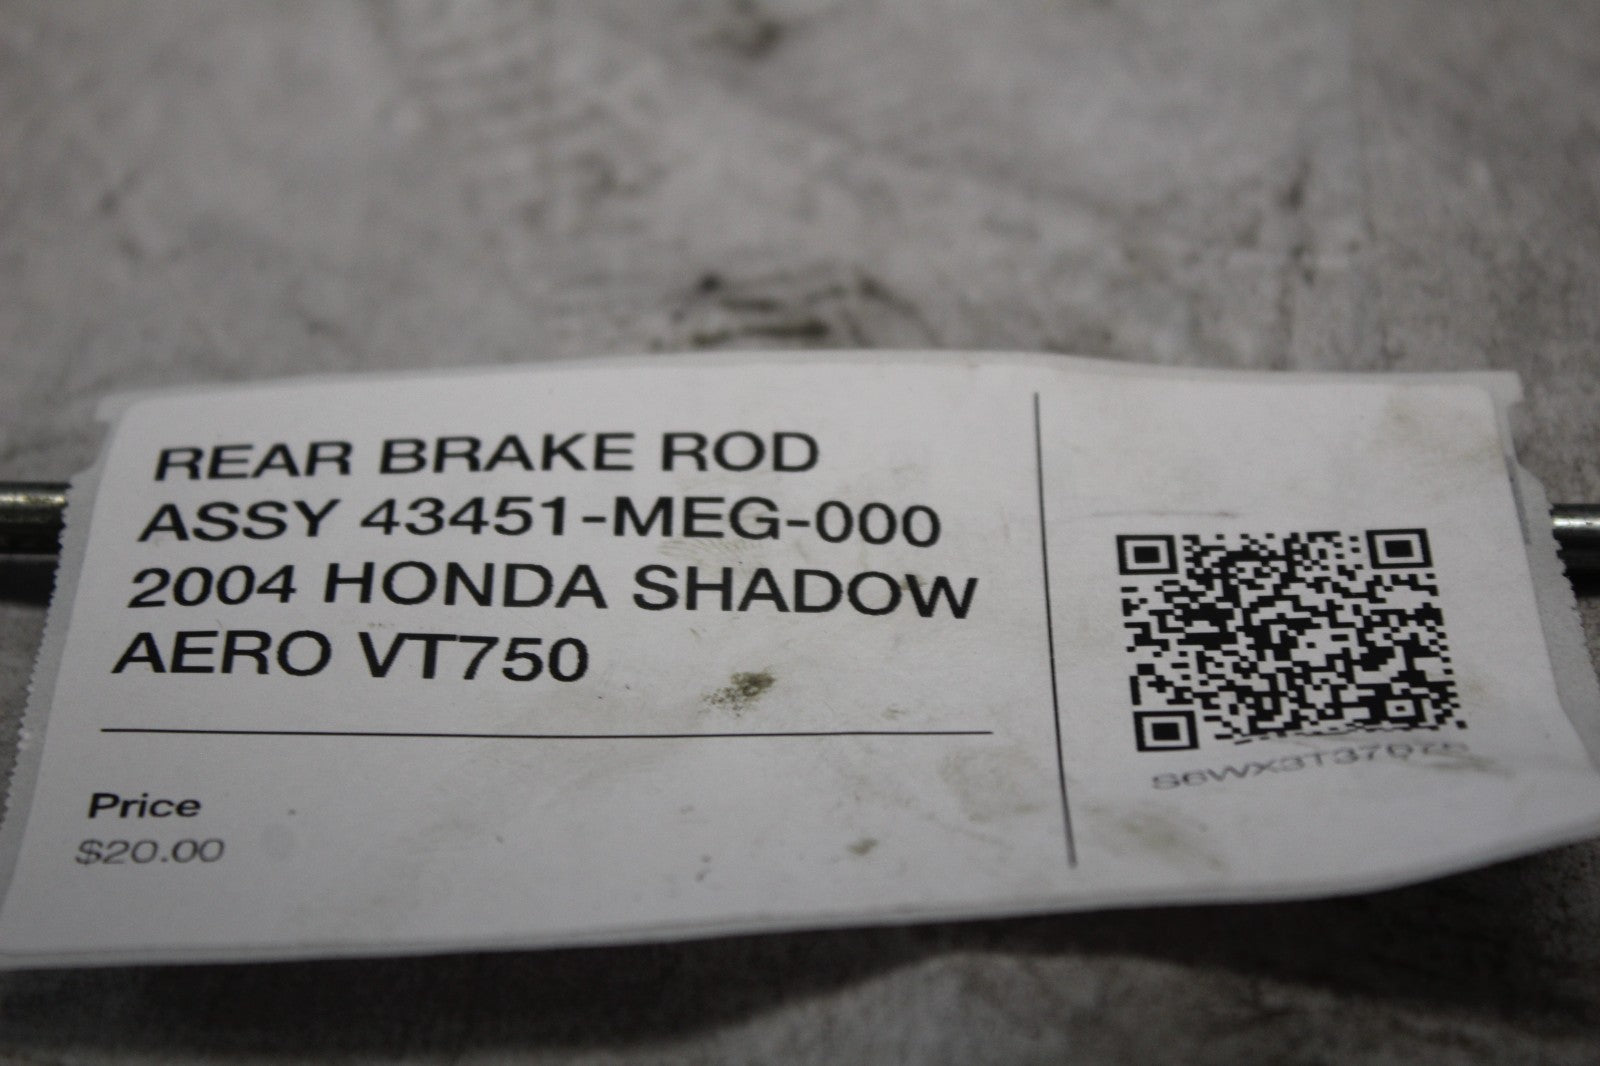 REAR BRAKE ROD
ASSY 43451-MEG-000
2004 HONDA SHADOW
AERO VT750
Price
$20.00